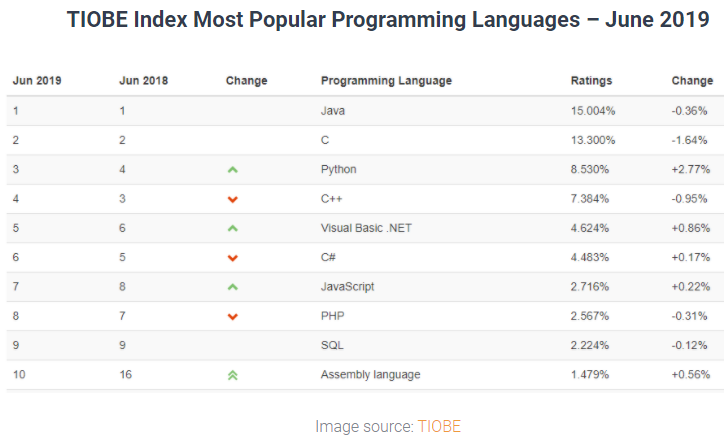 TIOBE Index Most Popular Programming Languages – June 2019
Jun 2019 Jun 2018 Change Programming Language Ratings Change
1 1 Java 15.004% -0.36%
2 2 C 13.300% -1.64%
3 4 Python 8.530% +2.77%
4 3 C++ 7.384% -0.95%
5 6 Visual Basic .NET 4.624% +0.86%
6 5 C# 4.483% +0.17%
7 8 JavaScript 2.716% +0.22%
8 7 PHP 2.567% -0.31%
9 9 SQL 2.224% -0.12%
10 16 Assembly language 1.479% +0.56%
Image source: TIOBE